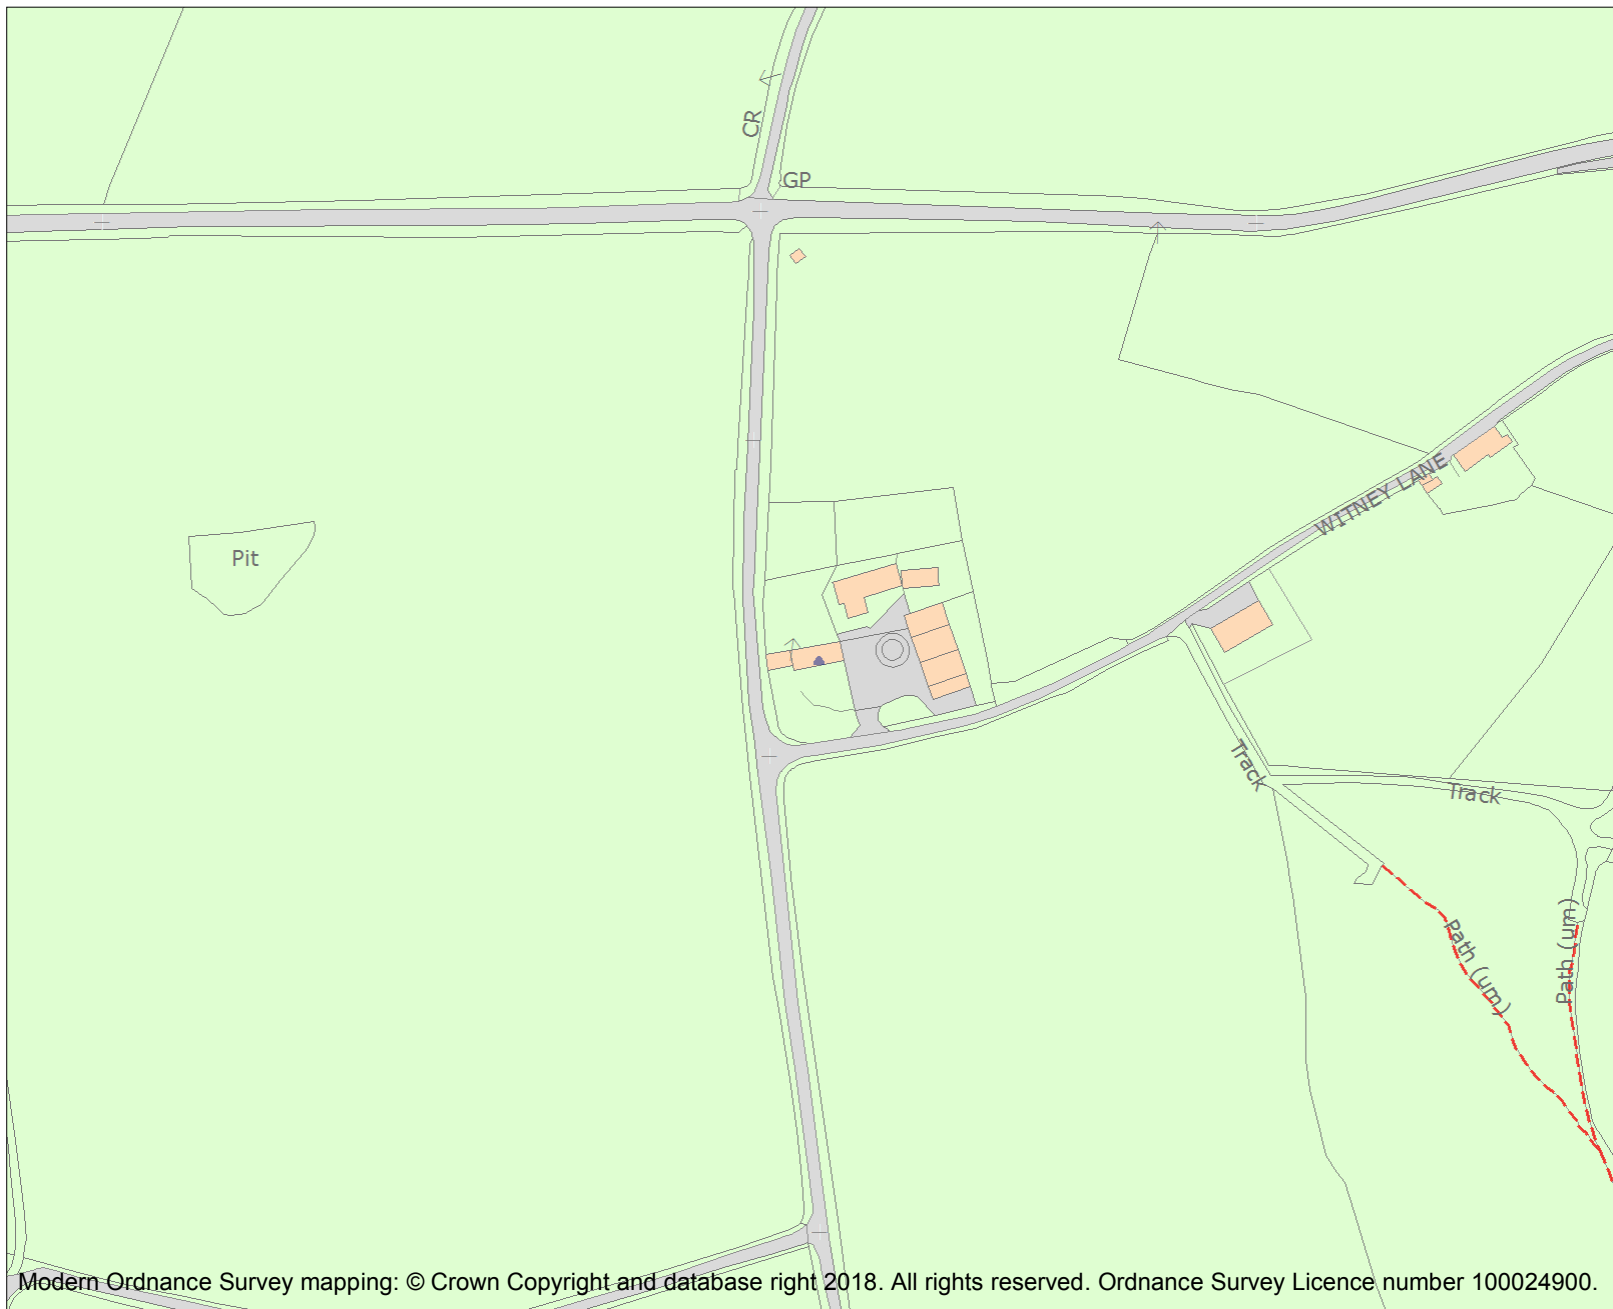 CR
GP
WITNEY LANE
Pit
Track
Track
Path (um)
Path (um)
Modern Ordnance Survey mapping: © Crown Copyright and database right 2018. All rights reserved. Ordnance Survey Licence number 100024900.